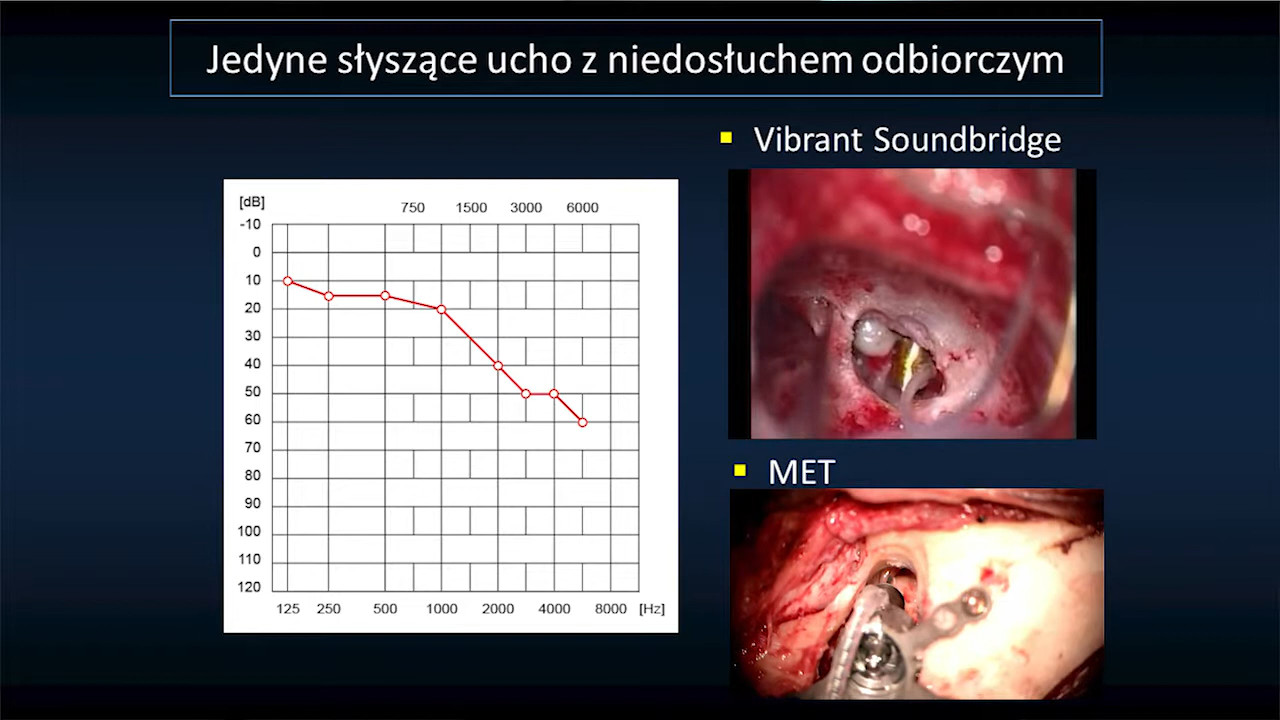 Jedyne słyszące ucho z niedosłuchem odbiorczym
Vibrant Soundbridge
[dB]
750 1500 3000 6000
-10
0
10
20
30
40
50
60
70
80
90
100
110
120
125 250 500 1000 2000 4000 8000 [Hz]
MET